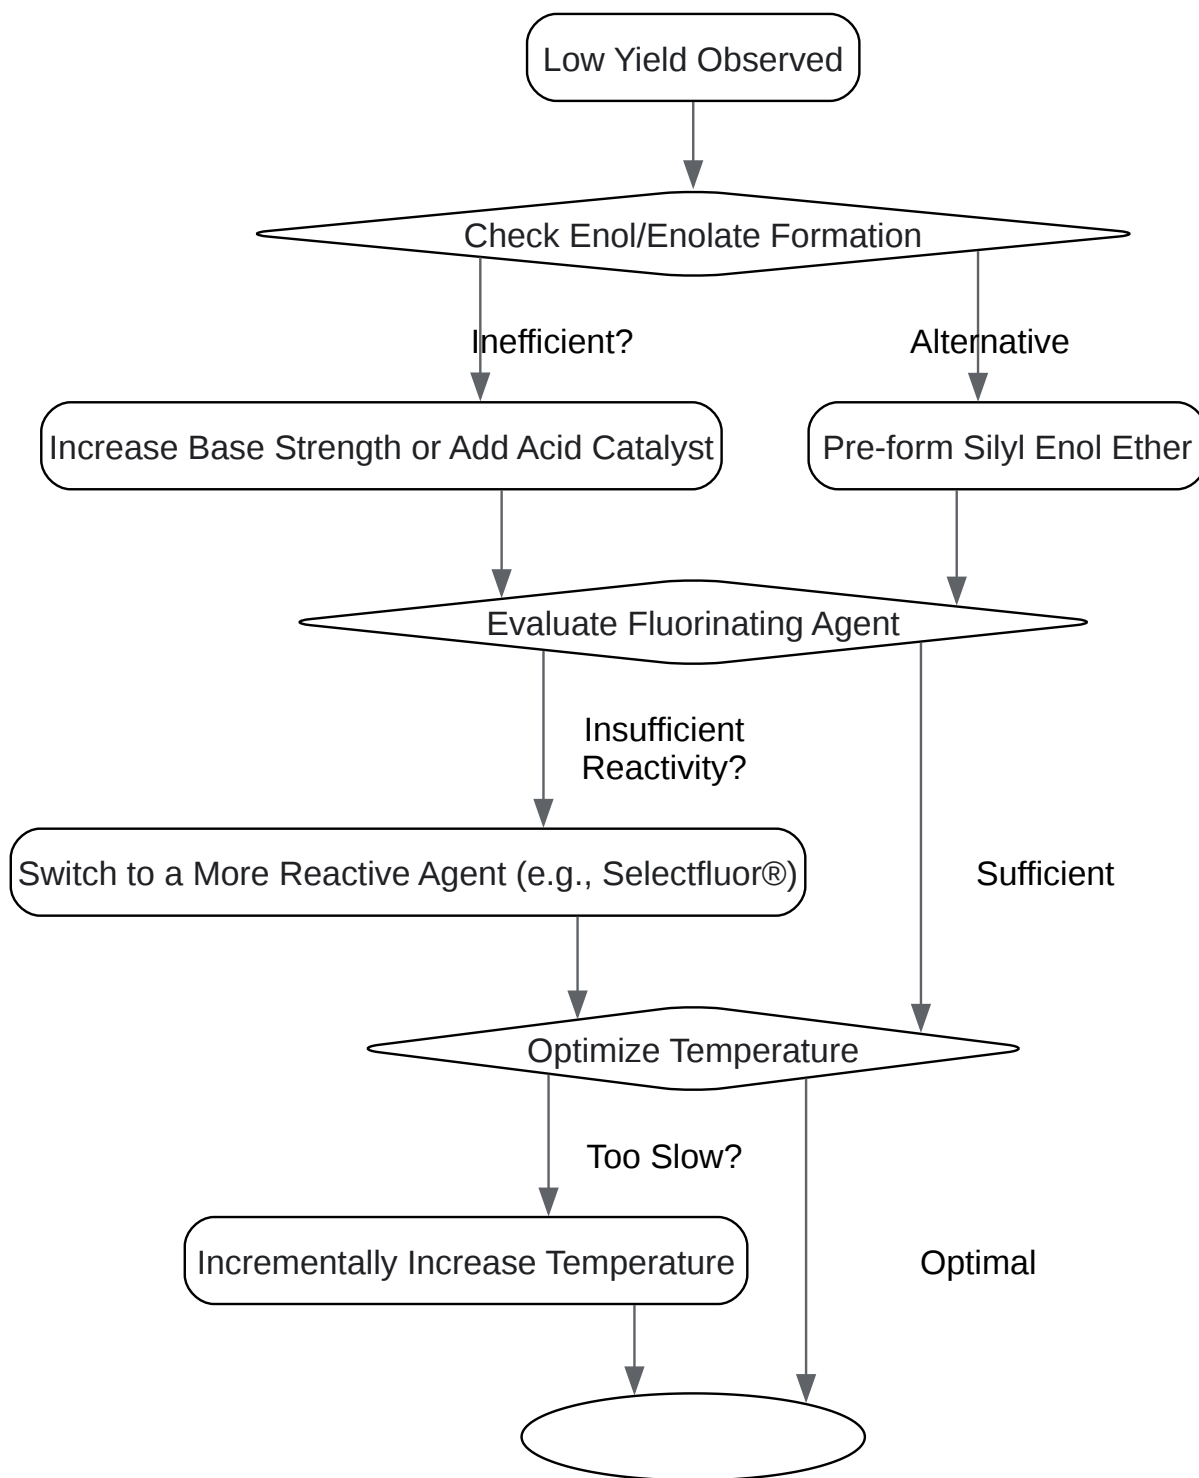 Low Yield Observed
Check Enol/Enolate Formation
Inefficient?
Alternative
Increase Base Strength or Add Acid Catalyst
Pre-form Silyl Enol Ether
Evaluate Fluorinating Agent
Insufficient
Reactivity?
Switch to a More Reactive Agent (e.g., Selectfluor®)
Sufficient
Optimize Temperature
Too Slow?
Incrementally Increase Temperature
Optimal